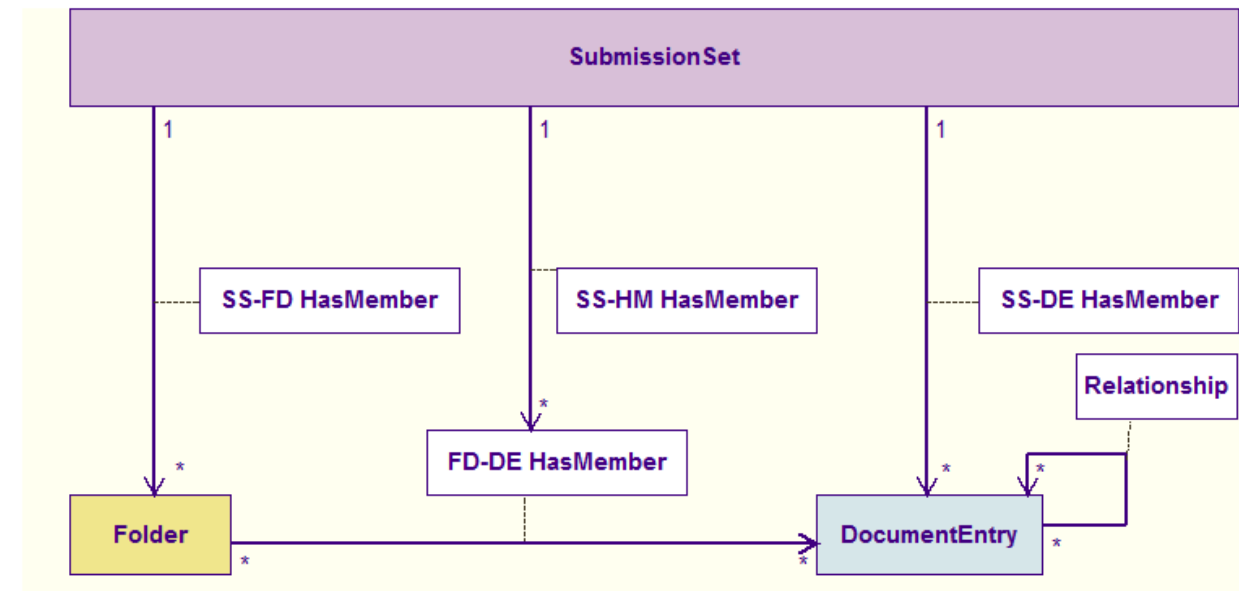 SubmissionSet
1
1
1
SS-FD HasMember
SS-HM HasMember
SS-DE HasMember
Relationship
*
FD-DE HasMember
*
*
*
Folder
DocumentEntry
*
*
*